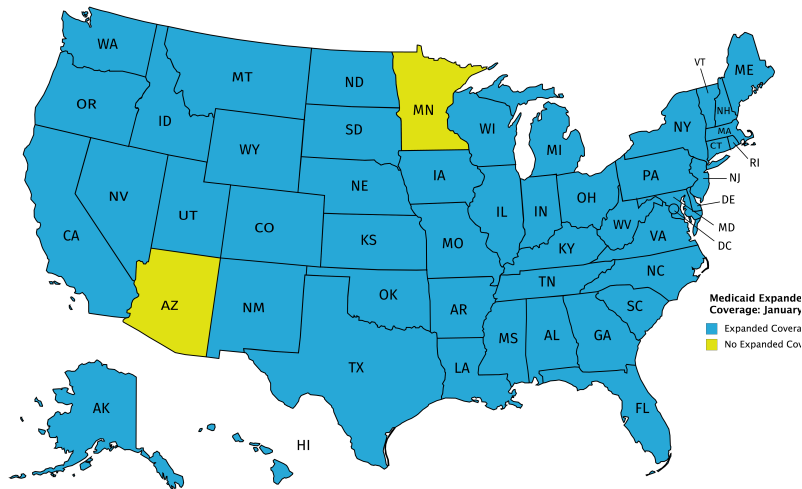 WA
MT
ND
MN
VT
ME
OR
ID
SD
WI
NH
NY
MA
CT
RI
WY
MI
IA
PA
NJ
NE
NV
UT
CO
IL
IN
OH
DE
WV
MD
VA
DC
CA
KS
MO
KY
AZ
NM
OK
AR
TN
NC
SC
MS
AL
GA
TX
LA
AK
HI
FL
Medicaid Expande
Coverage: January
Expanded Covera
No Expanded Cov